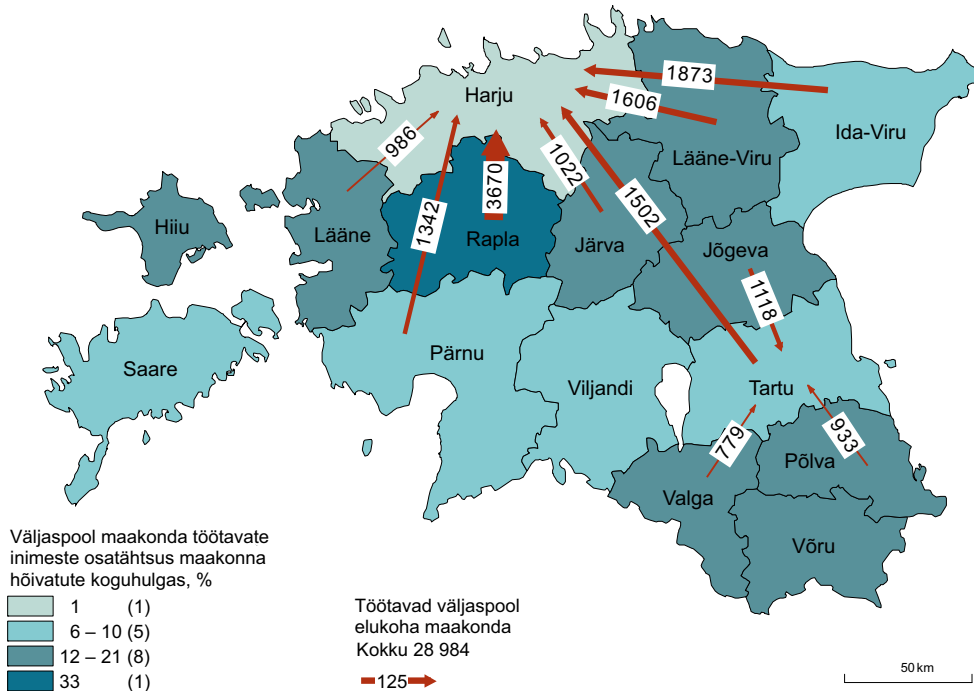 1873
Harju
1606
Ida-Viru
986
1022
Lääne-Viru
3670
1502
1342
Hiiu
Lääne
Rapla
Järva
Jõgeva
1118
Pärnu
Saare
Viljandi
Tartu
779
933
Põlva
Valga
Võru
Väljaspool maakonda töötavate
inimeste osatähtsus maakonna
hõivatute koguhulgas, %
1 (1)
6 – 10 (5)
12 – 21 (8)
33 (1)
Töötavad väljaspool
elukoha maakonda
Kokku 28 984
125
50 km